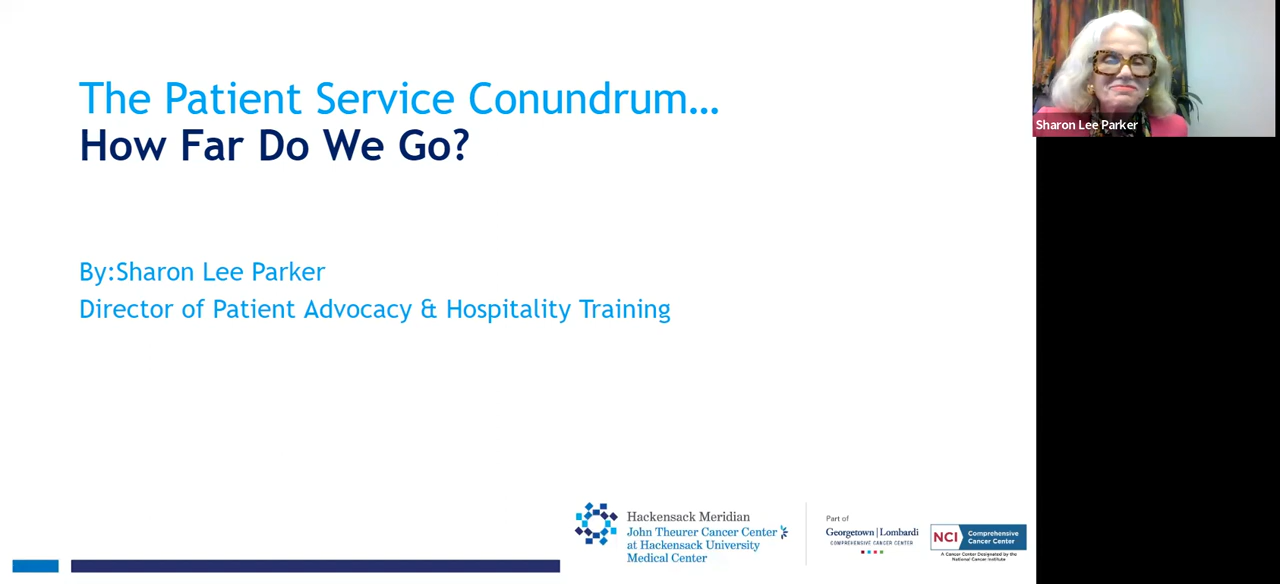 The Patient Service Conundrum...
How Far Do We Go?
By:Sharon Lee Parker
Director of Patient Advocacy & Hospitality Training
Sharon Lee Parker
Hackensack Meridian
John Theurer Cancer Center
at Hackensack University
Medical Center
Part of
Georgetown | Lombardi
COMPREHENSIVE CANCER CENTER
NCI
Comprehensive
Cancer Center
A Cancer Center Designated by the
National Cancer Institute